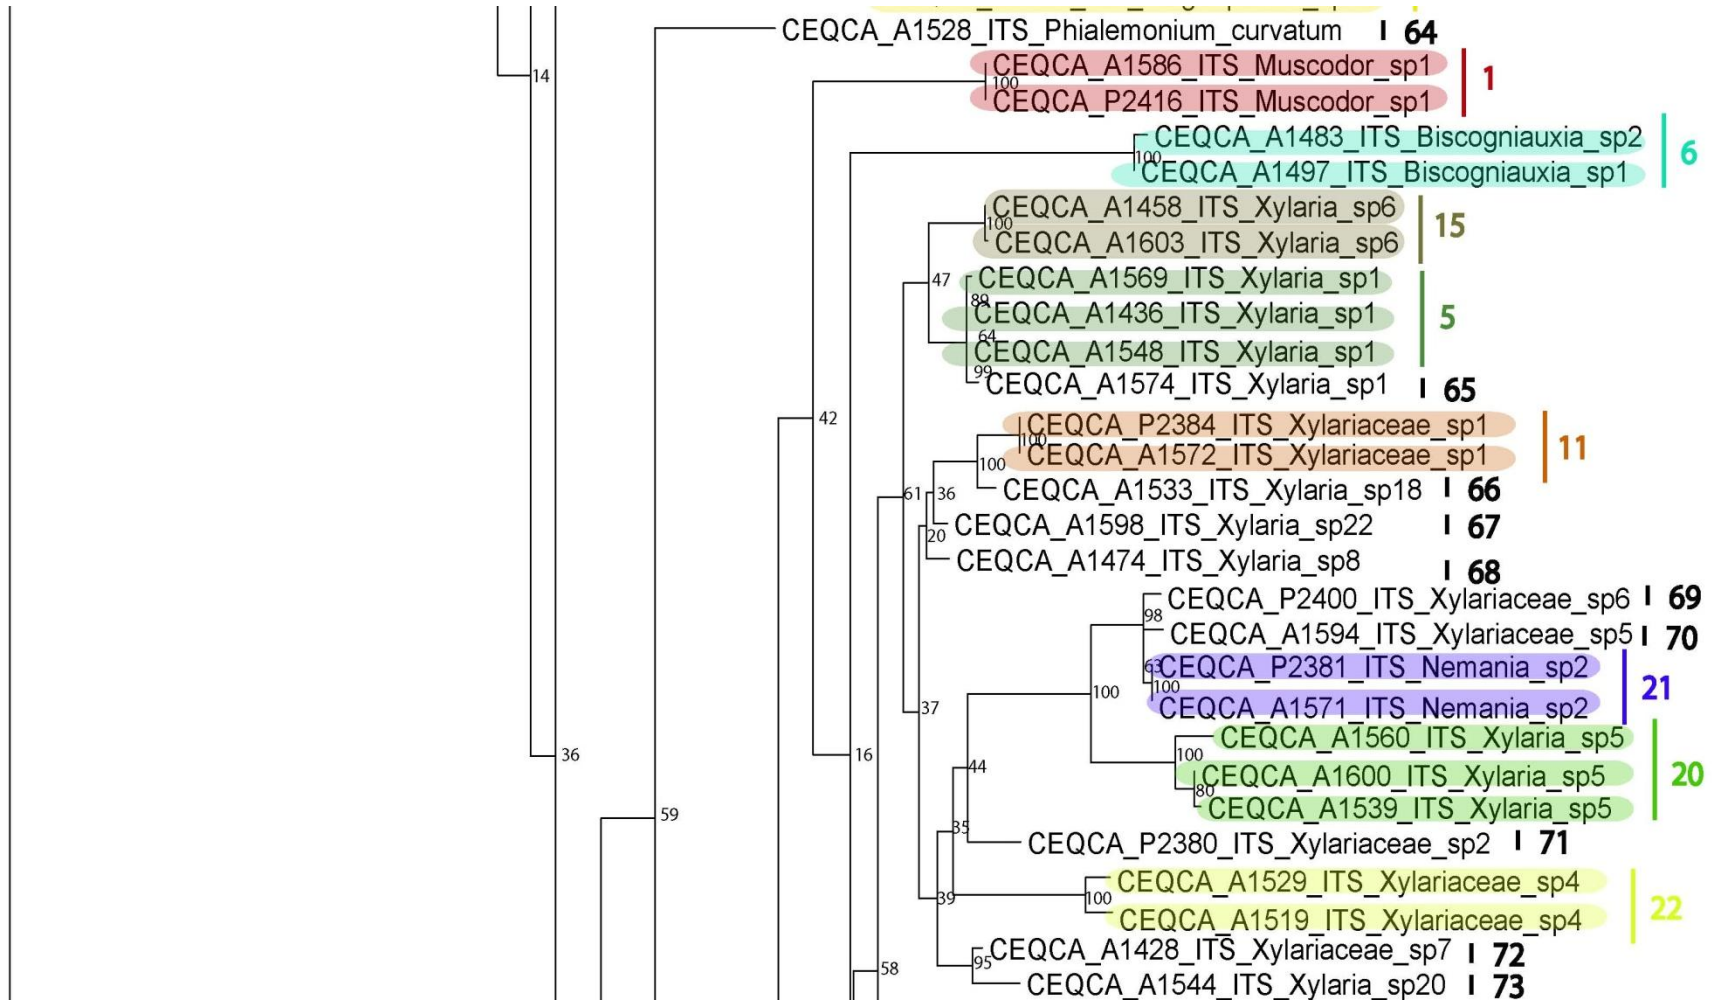 CEQCA_A1528_ITS_Phialemonium_curvatum I 64
14
CEQCA_A1586_ITS_Muscodor_sp1
100
1
CEQCA_P2416_ITS_Muscodor_sp1
CEQCA_A1483_ITS_Biscogniauxia_sp2
100
6
CEQCA_A1497_ITS_Biscogniauxia_sp1
CEQCA_A1458_ITS_Xylaria_sp6
100
15
CEQCA_A1603_ITS_Xylaria_sp6
47
CEQCA_A1569_ITS_Xylaria_sp1
89
CEQCA_A1436_ITS_Xylaria_sp1
5
64
CEQCA_A1548_ITS_Xylaria_sp1
99
CEQCA_A1574_ITS_Xylaria_sp1 I 65
42
CEQCA_P2384_ITS_Xylariaceae_sp1
100
11
CEQCA_A1572_ITS_Xylariaceae_sp1
100
61
36
CEQCA_A1533_ITS_Xylaria_sp18 I 66
CEQCA_A1598_ITS_Xylaria_sp22 I 67
20
CEQCA_A1474_ITS_Xylaria_sp8 I 68
CEQCA_P2400_ITS_Xylariaceae_sp6 I 69
98
CEQCA_A1594_ITS_Xylariaceae_sp5 I 70
63
CEQCA_P2381_ITS_Nemania_sp2
100
100
21
CEQCA_A1571_ITS_Nemania_sp2
37
CEQCA_A1560_ITS_Xylaria_sp5
36
16
100
44
CEQCA_A1600_ITS_Xylaria_sp5
20
80
CEQCA_A1539_ITS_Xylaria_sp5
59
35
CEQCA_P2380_ITS_Xylariaceae_sp2 I 71
CEQCA_A1529_ITS_Xylariaceae_sp4
39
100
22
CEQCA_A1519_ITS_Xylariaceae_sp4
CEQCA_A1428_ITS_Xylariaceae_sp7 I 72
58
95
CEQCA_A1544_ITS_Xylaria_sp20 I 73